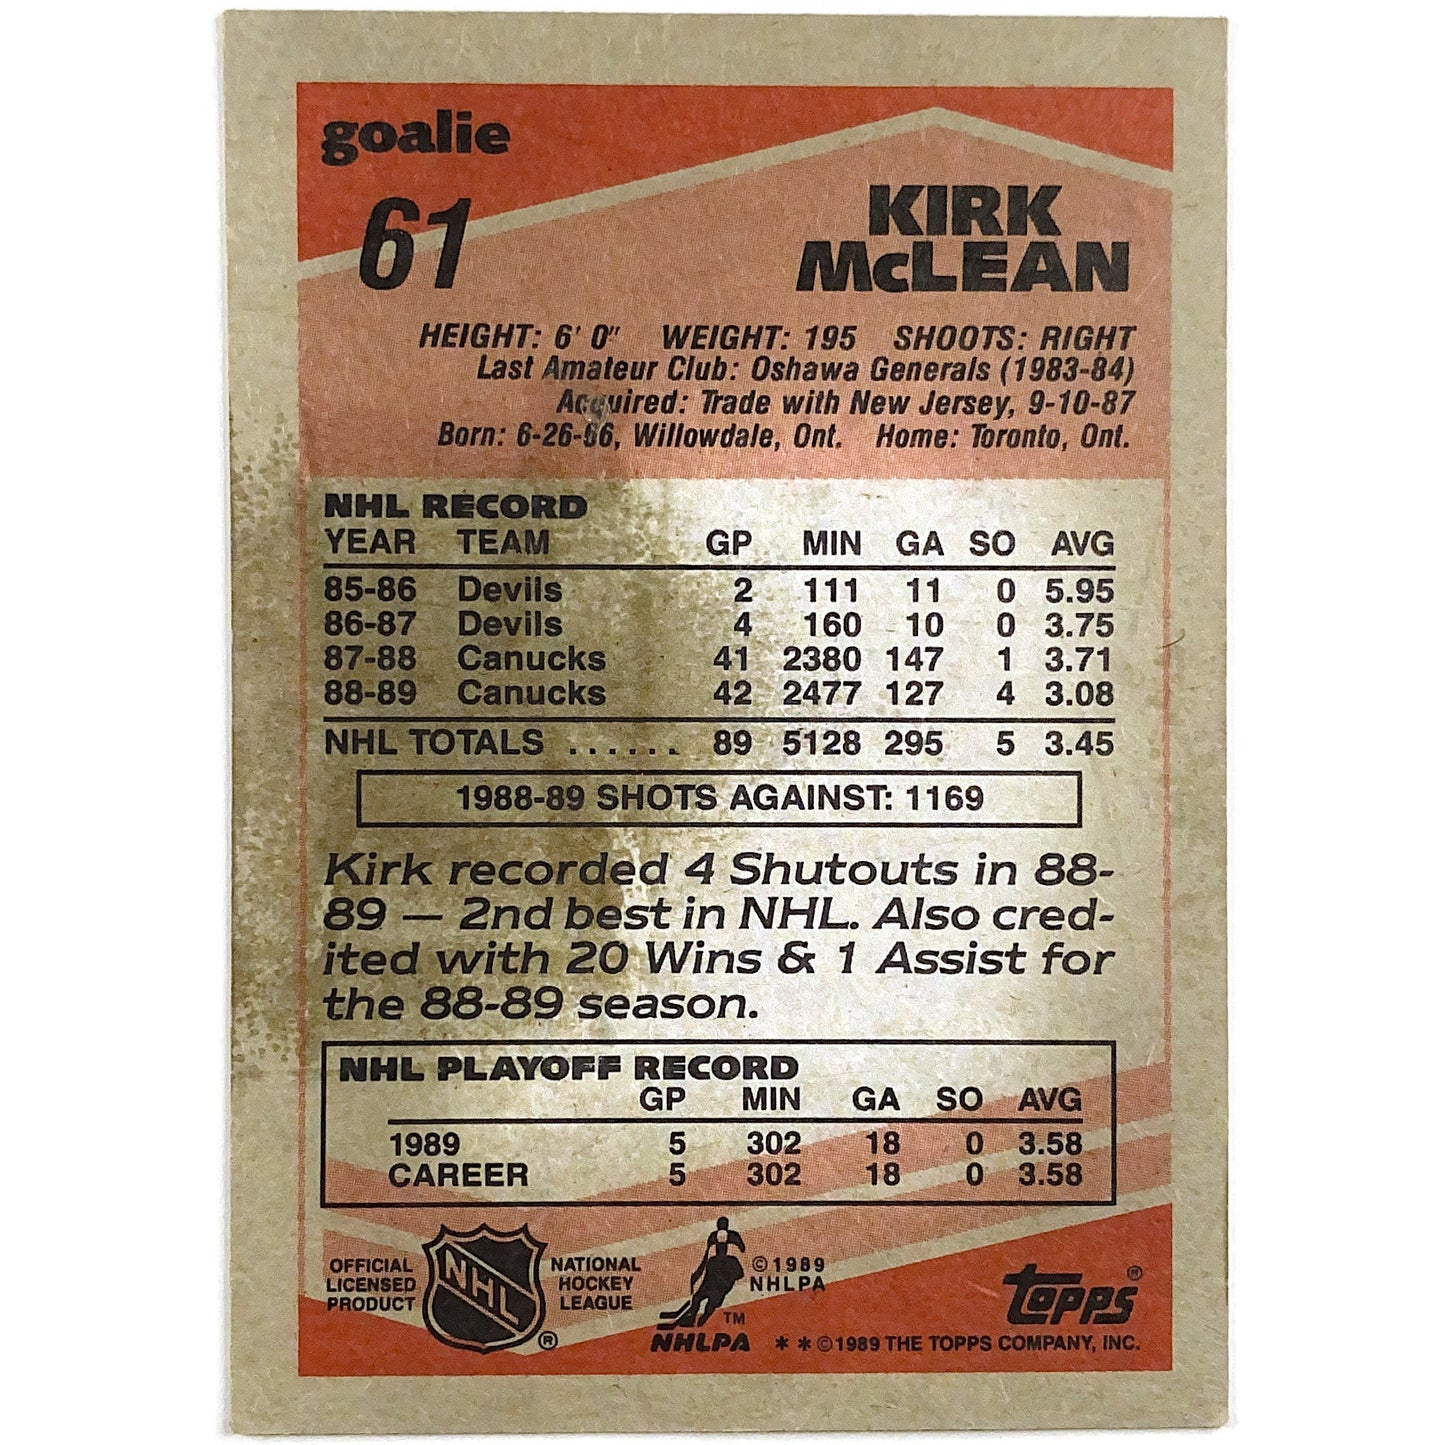 goalie
61
KIRK
McLEAN
HEIGHT: 6' 0" WEIGHT: 195 SHOOTS: RIGHT
Last Amateur Club: Oshawa Generals (1983-84)
Acquired: Trade with New Jersey, 9-10-87
Born: 6-26-66, Willowdale, Ont. Home: Toronto, Ont.
NHL RECORD
YEAR TEAM GP MIN GA SO AVG
85-86 Devils 2 111 11 0 5.95
86-87 Devils 4 160 10 0 3.75
87-88 Canucks 41 2380 147 1 3.71
88-89 Canucks 42 2477 127 4 3.08
NHL TOTALS ...... 89 5128 295 5 3.45
1988-89 SHOTS AGAINST: 1169
Kirk recorded 4 Shutouts in 88-
89 — 2nd best in NHL. Also cred-
ited with 20 Wins & 1 Assist for
the 88-89 season.
NHL PLAYOFF RECORD
GP MIN GA SO AVG
1989 5 302 18 0 3.58
CAREER 5 302 18 0 3.58
OFFICIAL
LICENSED
PRODUCT
NHL
®
NATIONAL
HOCKEY
LEAGUE
TM
NHLPA
©1989
NHLPA
topps®
* * ©1989 THE TOPPS COMPANY, INC.